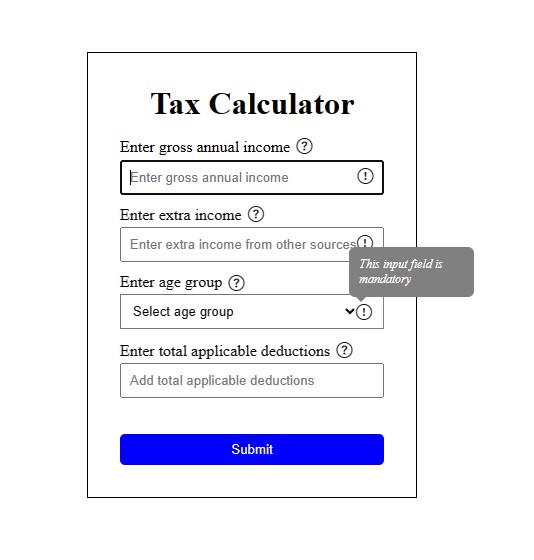 Tax Calculator
Enter gross annual income ?
Enter gross annual income !
Enter extra income ?
Enter extra income from other sources !
This input field is
mandatory
Enter age group ?
Select age group !
Enter total applicable deductions ?
Add total applicable deductions
Submit